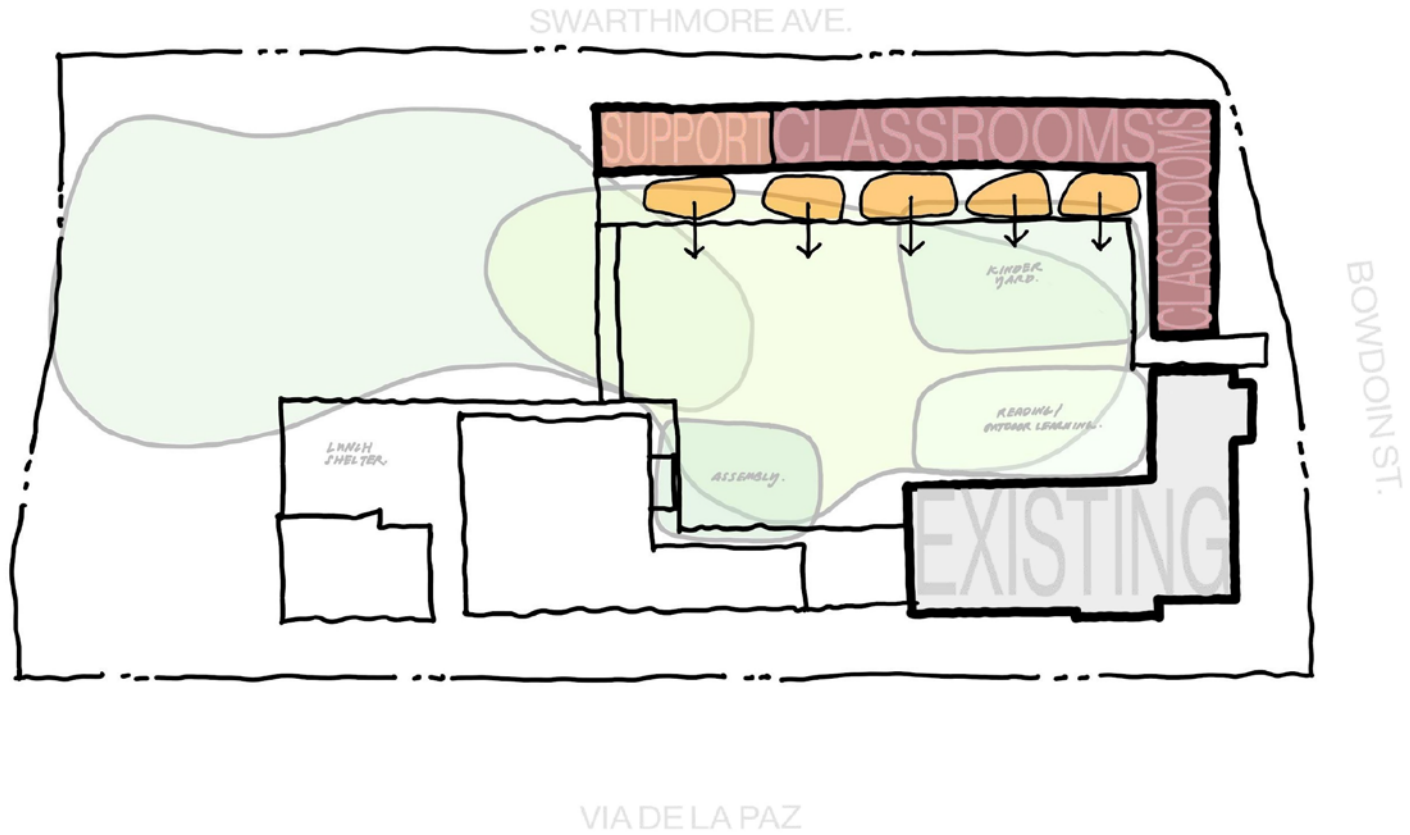 SWARTHMORE AVE.
SUPPORT
CLASSROOMS
CLASSROOMS
KINDER
YARD.
BOWDOIN ST.
READING/
OUTDOOR LEARNING.
LUNCH
SHELTER.
ASSEMBLY.
EXISTING
VIA DE LA PAZ